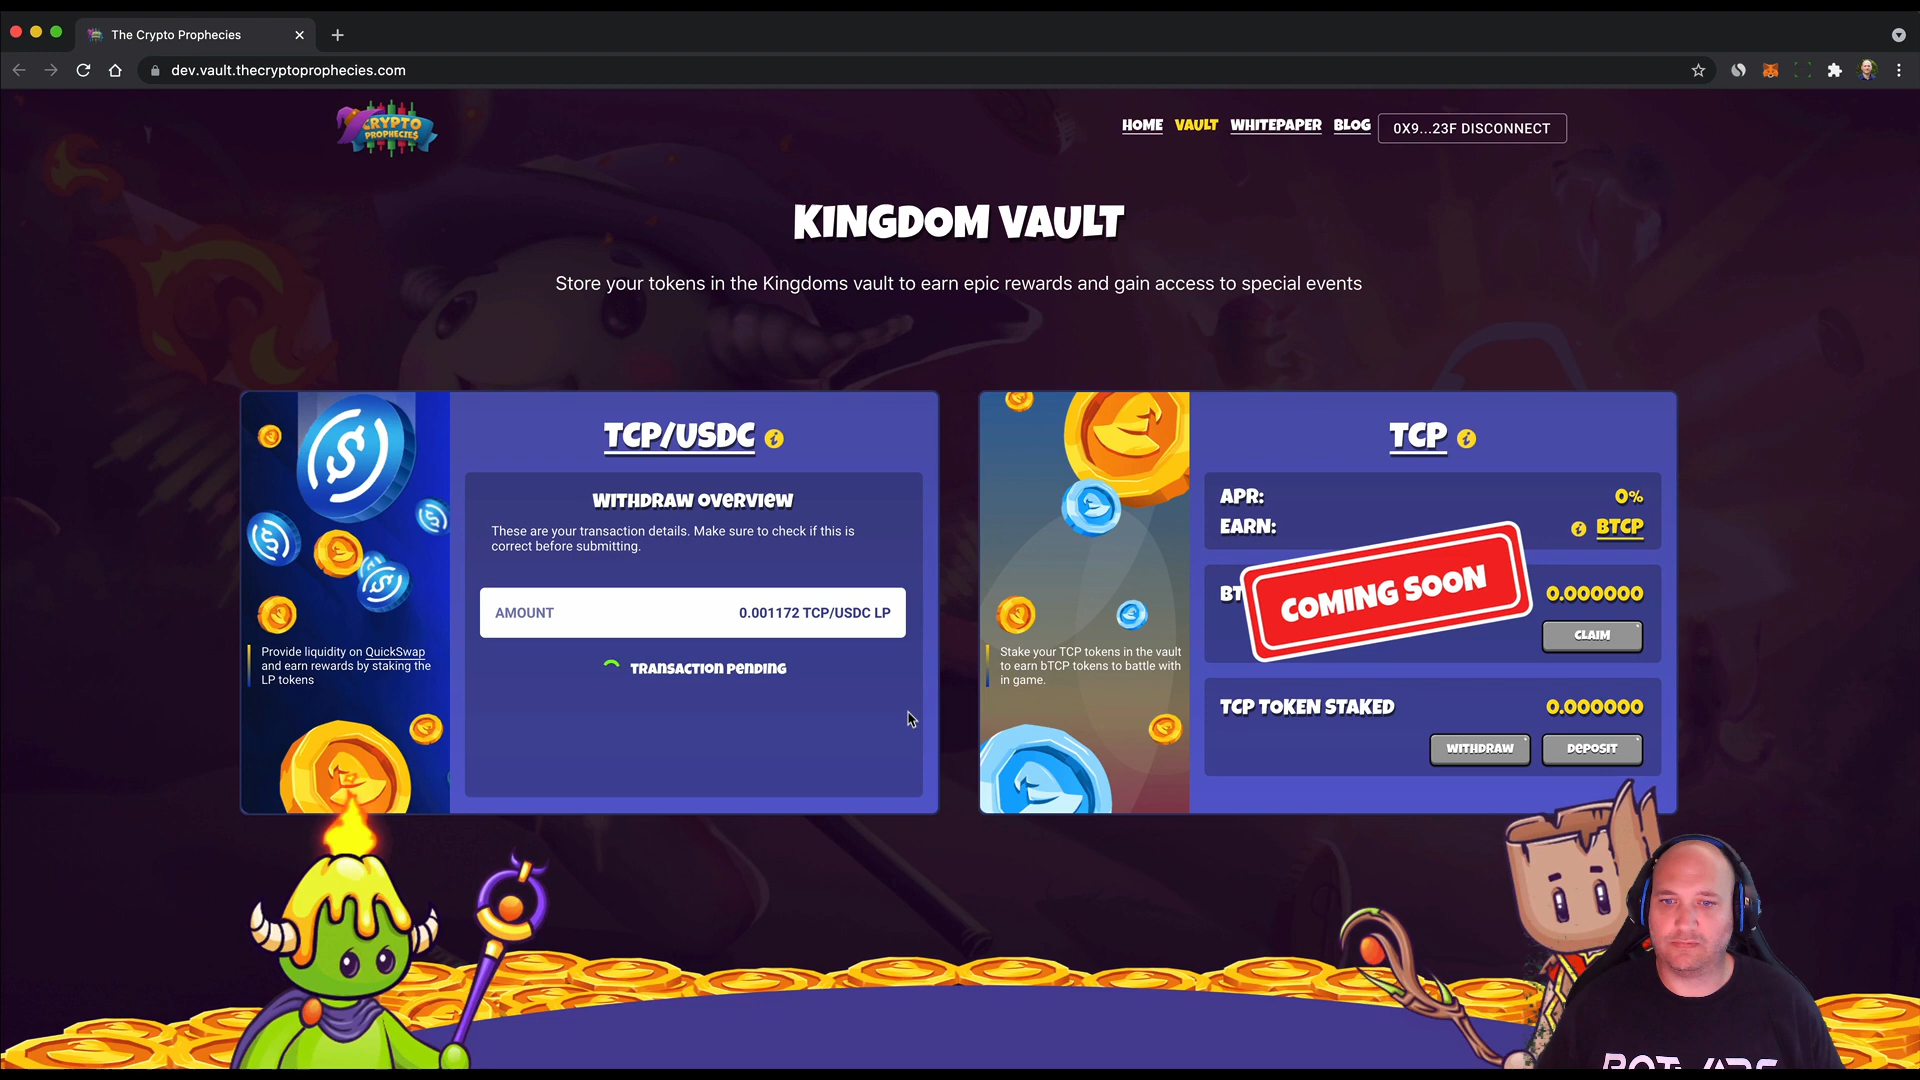 The Crypto Prophecies
dev.vault.thecryptoprophecies.com
CRYPTO
PROPHECIES
HOME VAULT WHITEPAPER BLOG 0X9...23F DISCONNECT
KINGDOM VAULT
Store your tokens in the Kingdoms vault to earn epic rewards and gain access to special events
TCP/USDC
WITHDRAW OVERVIEW
These are your transaction details. Make sure to check if this is
correct before submitting.
AMOUNT 0.001172 TCP/USDC LP
TRANSACTION PENDING
Provide liquidity on QuickSwap
and earn rewards by staking the
LP tokens
TCP
APR: 0%
EARN: BTCP
COMING SOON
BT 0.000000
CLAIM
Stake your TCP tokens in the vault
to earn bTCP tokens to battle with
in game.
TCP TOKEN STAKED 0.000000
WITHDRAW DEPOSIT